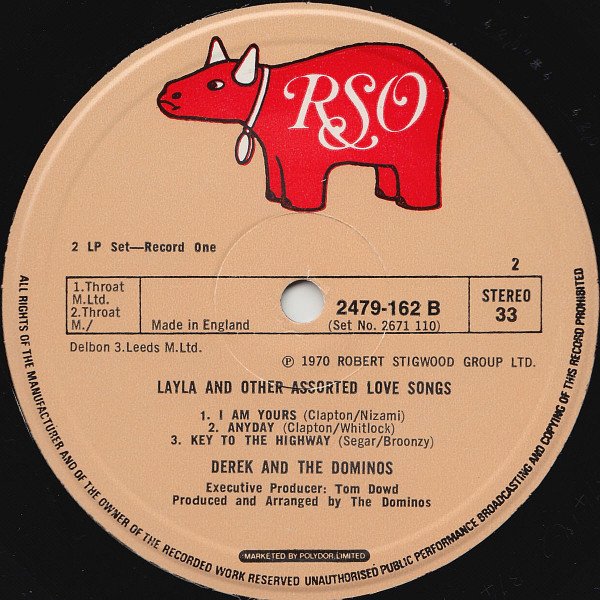 RSO
2 LP Set—Record One
2
1.Throat
M.Ltd.
2.Throat
M./
Made in England
2479-162 B
(Set No. 2671 110)
STEREO
33
Delbon 3.Leeds M.Ltd.
℗ 1970 ROBERT STIGWOOD GROUP LTD.
LAYLA AND OTHER ASSORTED LOVE SONGS
1. I AM YOURS (Clapton/Nizami)
2. ANYDAY (Clapton/Whitlock)
3. KEY TO THE HIGHWAY (Segar/Broonzy)
DEREK AND THE DOMINOS
Executive Producer: Tom Dowd
Produced and Arranged by The Dominos
MARKETED BY POLYDOR, LIMITED
ALL RIGHTS OF THE MANUFACTURER AND OF THE OWNER OF THE RECORDED WORK RESERVED UNAUTHORISED PUBLIC PERFORMANCE BROADCASTING AND COPYING OF THIS RECORD PROHIBITED